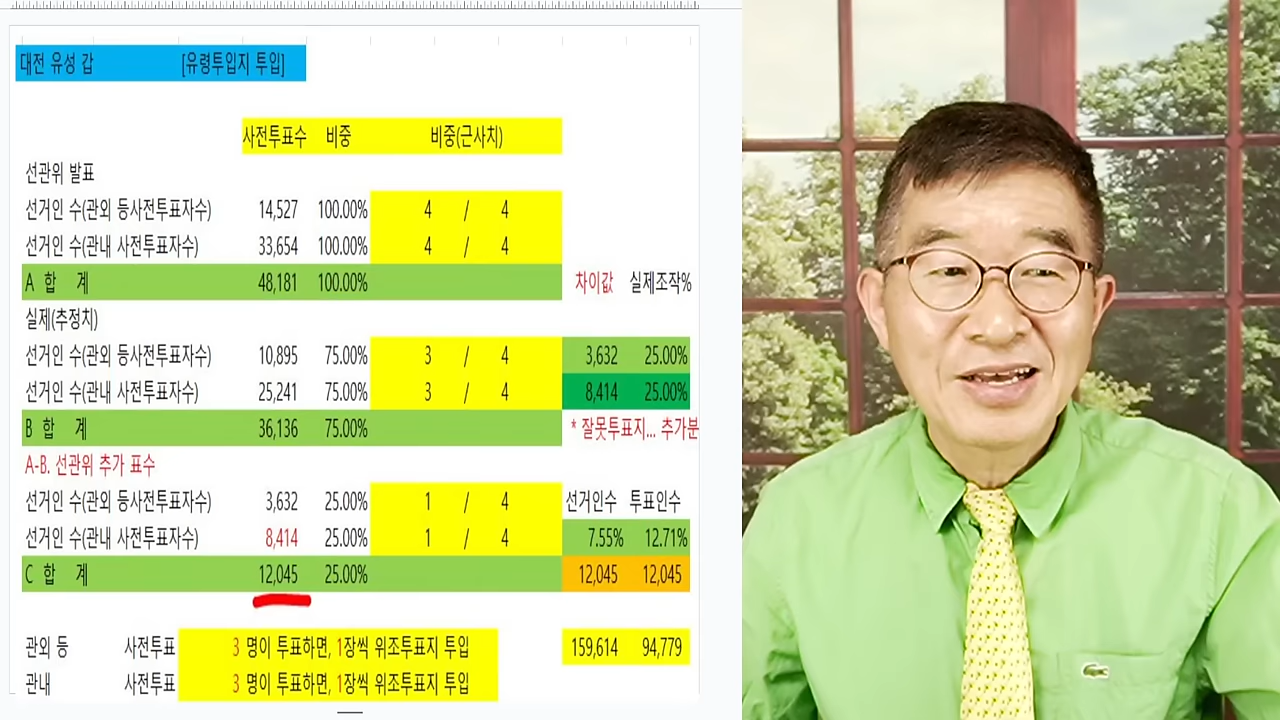 대전 유성 갑 [유령투입지 투입]
사전투표수 비중 비중(근사치)
선관위 발표
선거인 수(관외 등사전투표자수) 14,527 100.00% 4 / 4
선거인 수(관내 사전투표자수) 33,654 100.00% 4 / 4
A 합 계 48,181 100.00% 차이값 실제조작%
실제(추정치)
선거인 수(관외 등사전투표자수) 10,895 75.00% 3 / 4 3,632 25.00%
선거인 수(관내 사전투표자수) 25,241 75.00% 3 / 4 8,414 25.00%
B 합 계 36,136 75.00% * 잘못투표지... 추가분
A-B. 선관위 추가 표수
선거인 수(관외 등사전투표자수) 3,632 25.00% 1 / 4 선거인수 투표인수
선거인 수(관내 사전투표자수) 8,414 25.00% 1 / 4 7.55% 12.71%
C 합 계 12,045 25.00% 12,045 12,045
관외 등 사전투표 3 명이 투표하면, 1장씩 위조투표지 투입 159,614 94,779
관내 사전투표 3 명이 투표하면, 1장씩 위조투표지 투입